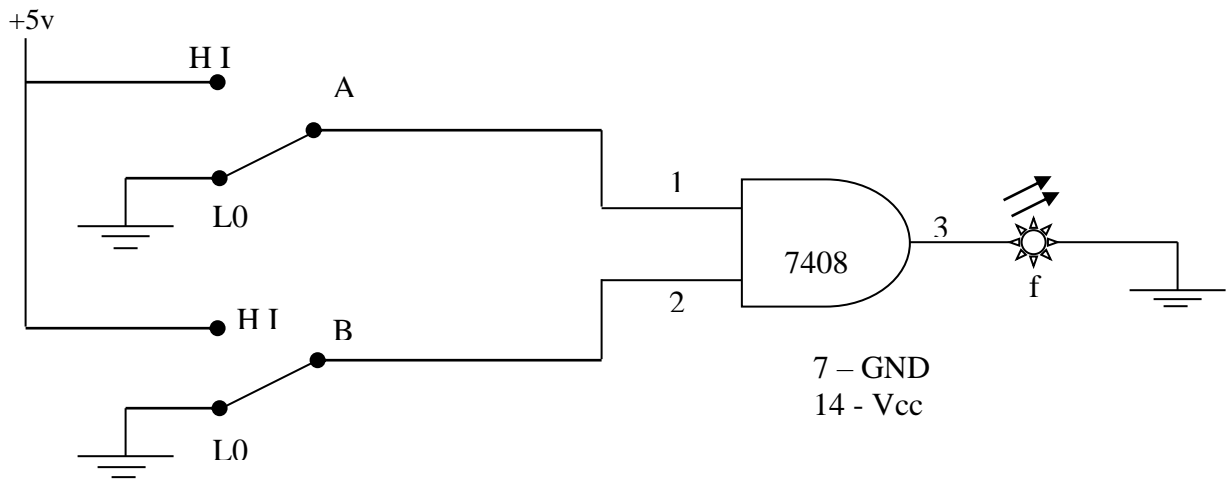 +5v
H I
A
L0
1
3
7408
f
2
H I
B
7 – GND
14 - Vcc
L0